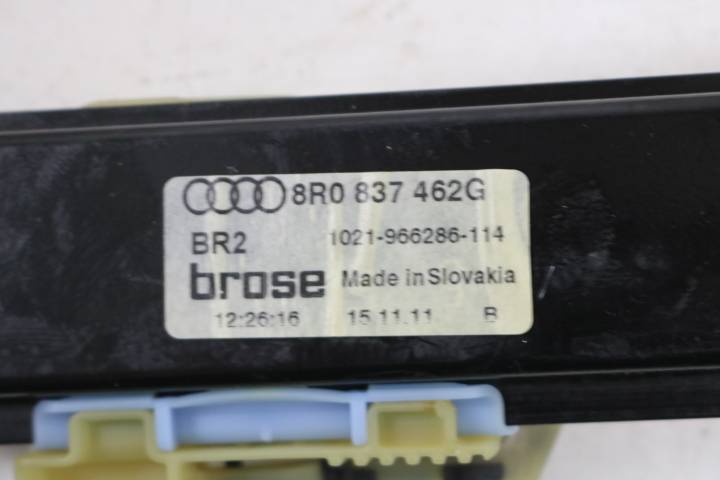 8R0 837 462G
BR2 1021-966286-114
brose Made in Slovakia
12:26:16 15.11.11 B